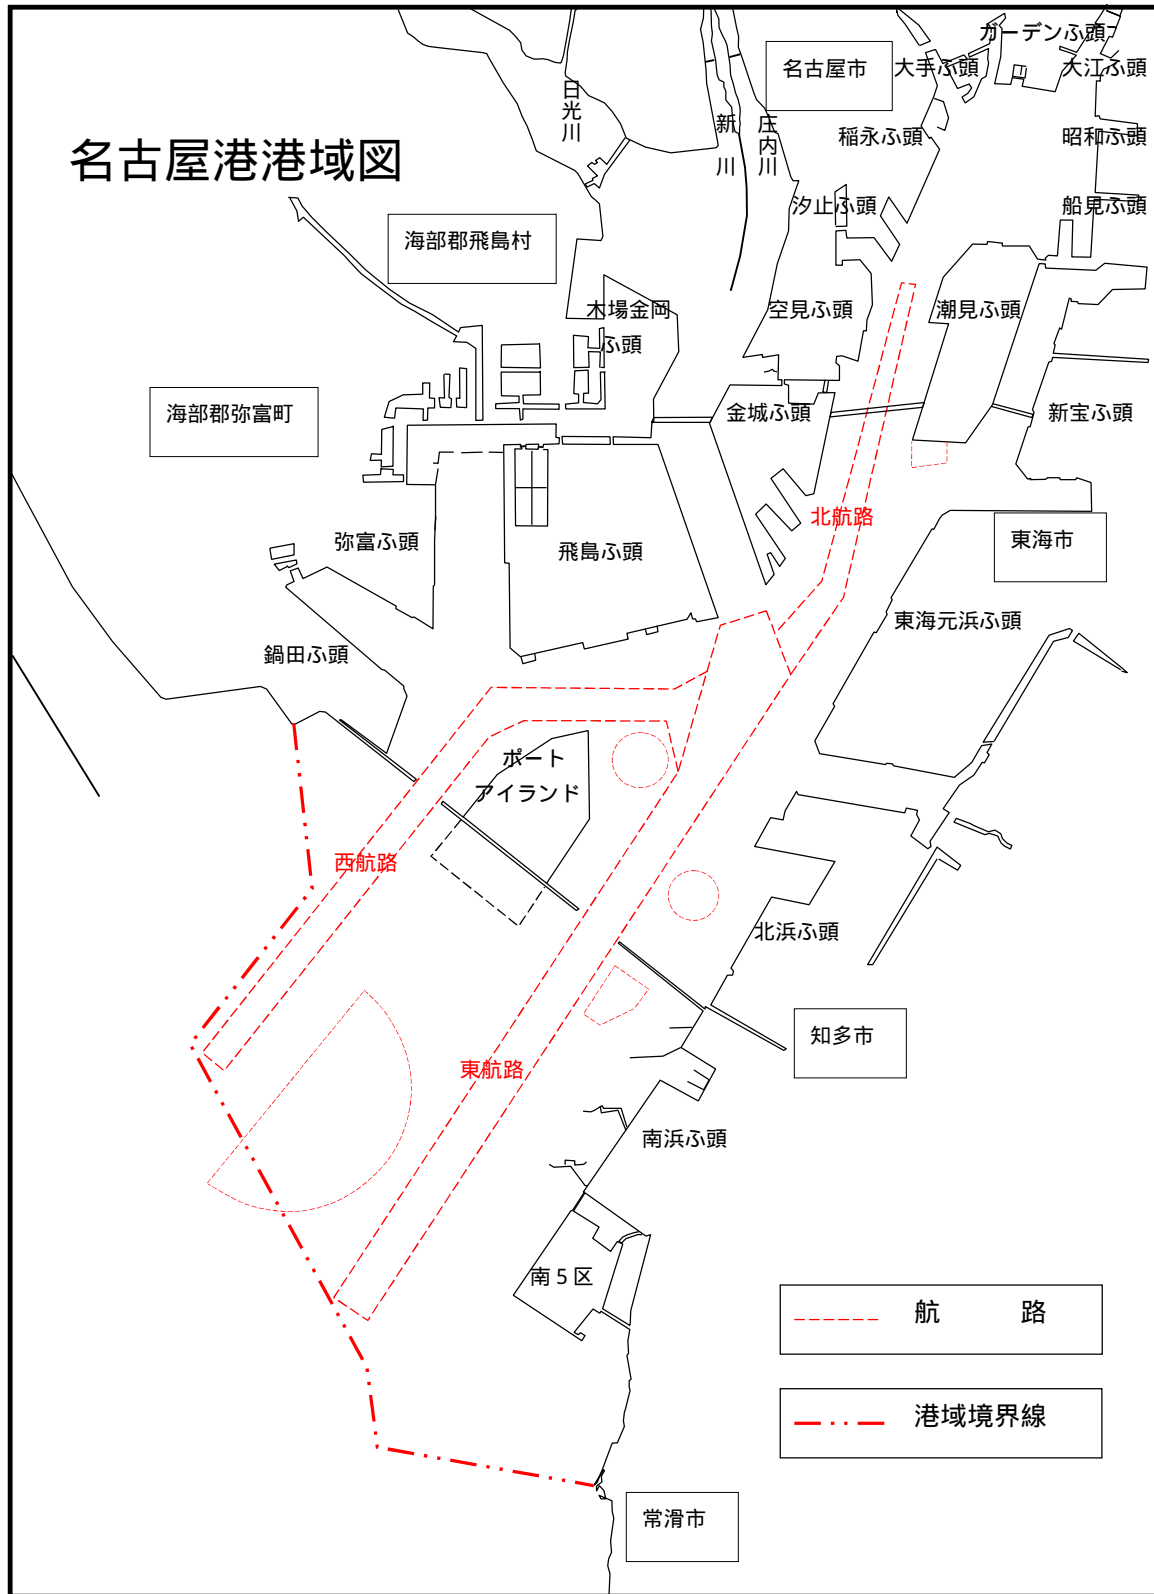 ガーデンふ頭
名古屋市
大手ふ頭
大江ふ頭
日光川
新川
庄内川
稲永ふ頭
昭和ふ頭
名古屋港港域図
汐止ふ頭
船見ふ頭
海部郡飛島村
木場金岡
ふ頭
空見ふ頭
潮見ふ頭
海部郡弥富町
金城ふ頭
新宝ふ頭
北航路
弥富ふ頭
飛島ふ頭
東海市
東海元浜ふ頭
鍋田ふ頭
ポート
アイランド
西航路
北浜ふ頭
知多市
東航路
南浜ふ頭
南5区
航路
港域境界線
常滑市